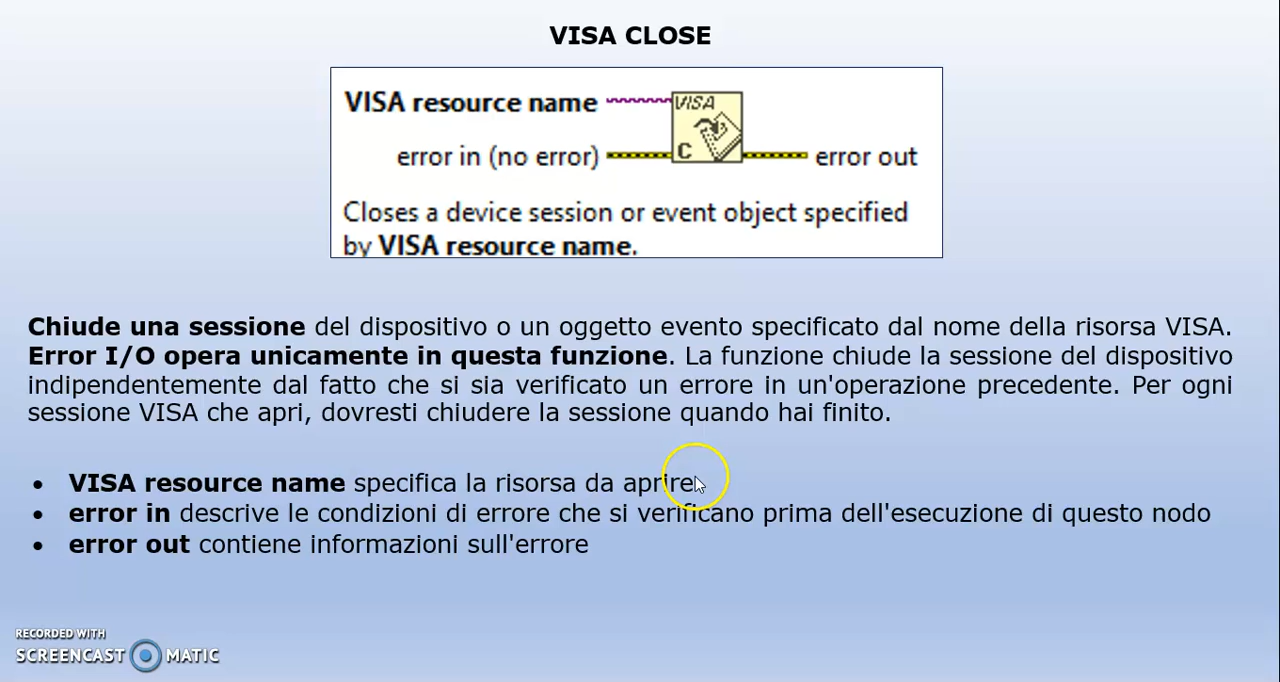 VISA CLOSE
VISA resource name
VISA
error in (no error)
C
error out
Closes a device session or event object specified
by VISA resource name.
Chiude una sessione del dispositivo o un oggetto evento specificato dal nome della risorsa VISA.
Error I/O opera unicamente in questa funzione. La funzione chiude la sessione del dispositivo
indipendentemente dal fatto che si sia verificato un errore in un'operazione precedente. Per ogni
sessione VISA che apri, dovresti chiudere la sessione quando hai finito.
• VISA resource name specifica la risorsa da aprire
• error in descrive le condizioni di errore che si verificano prima dell'esecuzione di questo nodo
• error out contiene informazioni sull'errore
RECORDED WITH
SCREENCAST MATIC